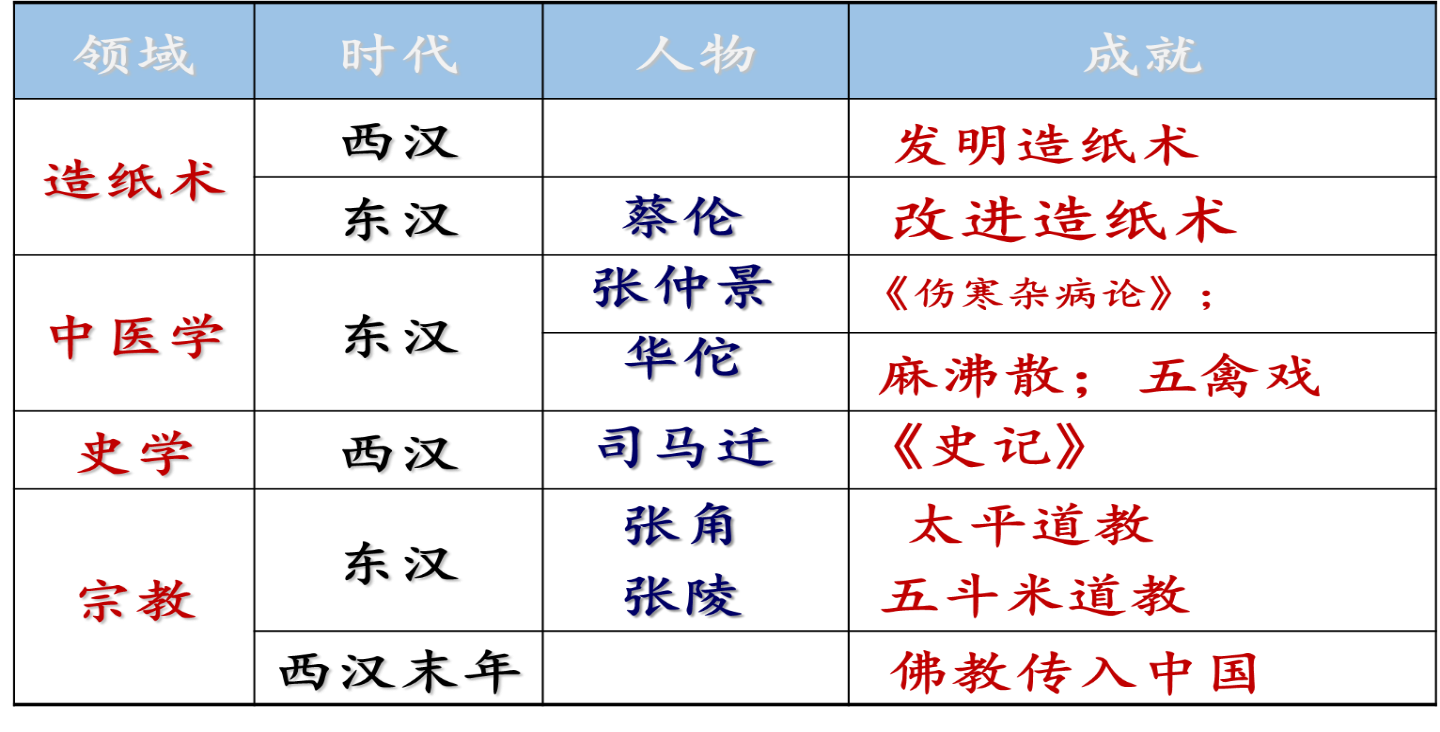 领域 时代 人物 成就
造纸术 西汉 发明造纸术
东汉 蔡伦 改进造纸术
中医学 东汉 张仲景 《伤寒杂病论》；
华佗 麻沸散； 五禽戏
史学 西汉 司马迁 《史记》
宗教 东汉 张角 太平道教
张陵 五斗米道教
西汉末年 佛教传入中国